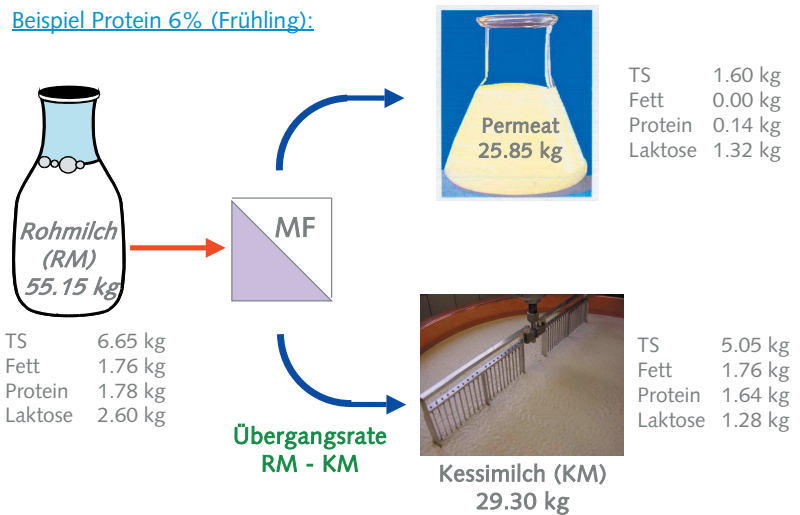 Beispiel Protein 6% (Frühling):
Rohmilch
(RM)
55.15 kg
TS 6.65 kg
Fett 1.76 kg
Protein 1.78 kg
Laktose 2.60 kg
MF
Permeat
25.85 kg
TS 1.60 kg
Fett 0.00 kg
Protein 0.14 kg
Laktose 1.32 kg
Übergangsrate
RM - KM
Kessimilch (KM)
29.30 kg
TS 5.05 kg
Fett 1.76 kg
Protein 1.64 kg
Laktose 1.28 kg